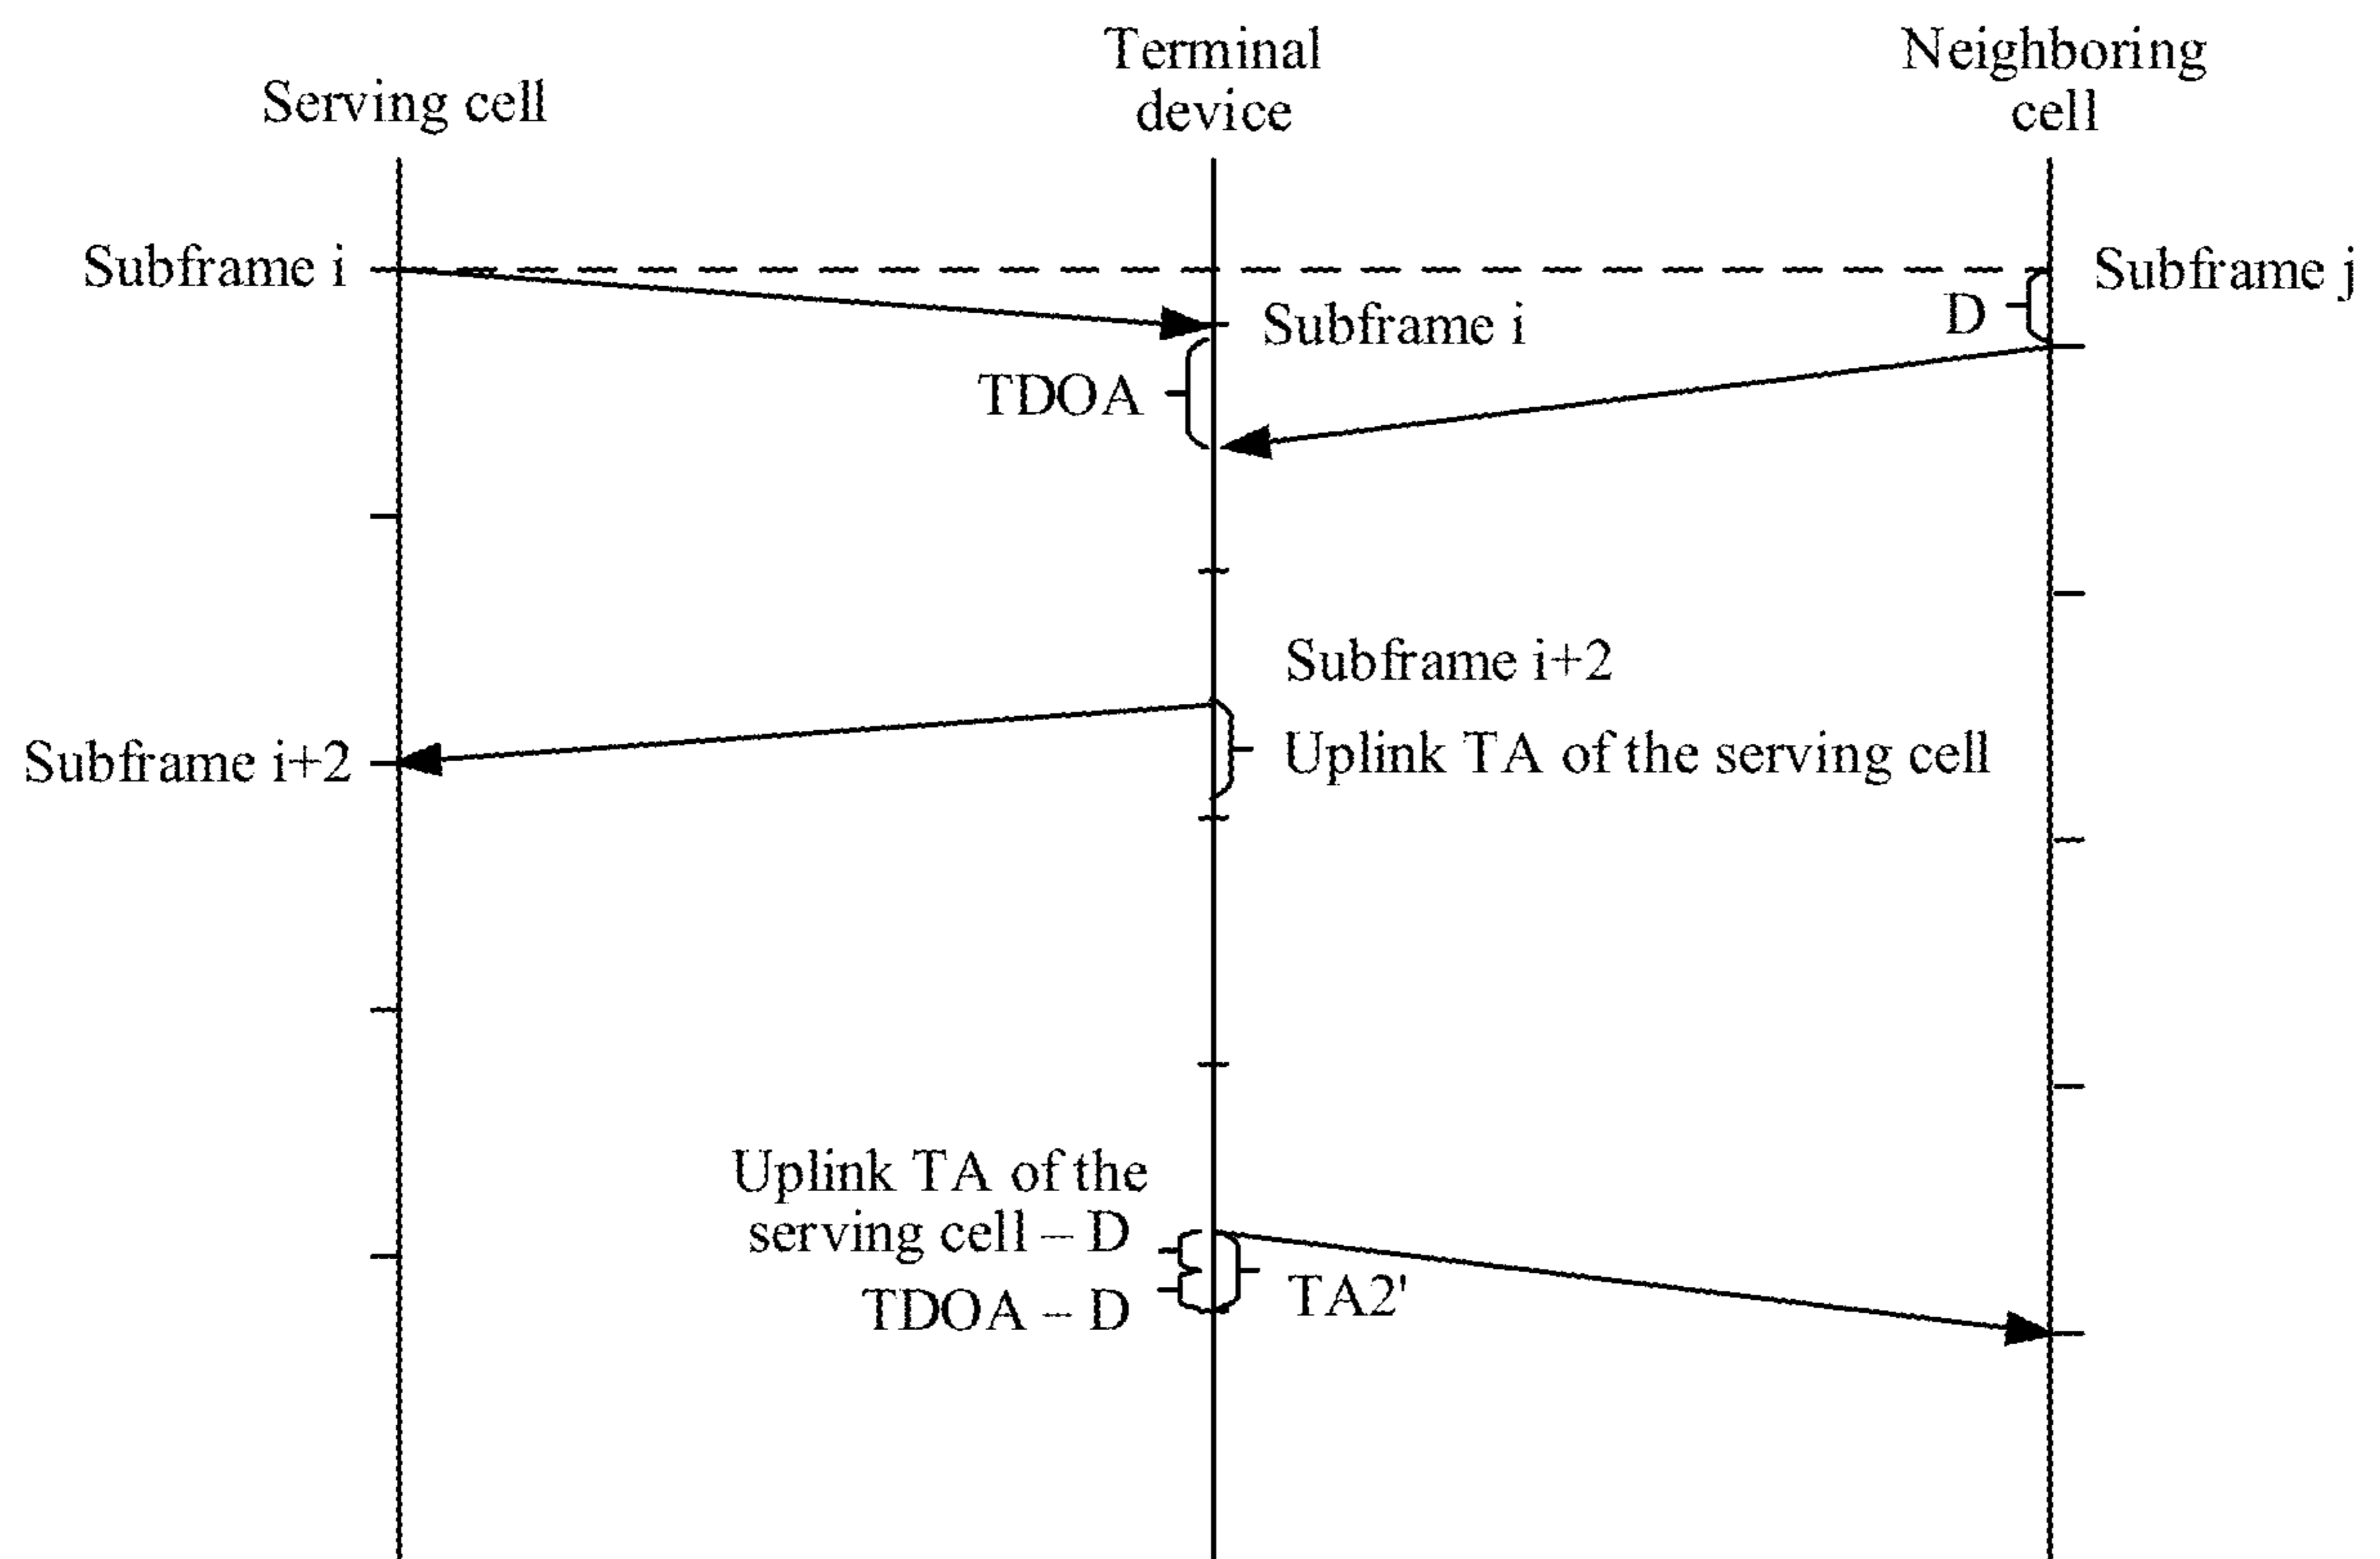 Serving cell
Terminal
device
Neighboring
cell
Subframe i
Subframe j
D
Subframe i
TDOA
Subframe i+2
Uplink TA of the serving cell
Subframe i+2
Uplink TA of the
serving cell – D
TDOA – D
TA2'